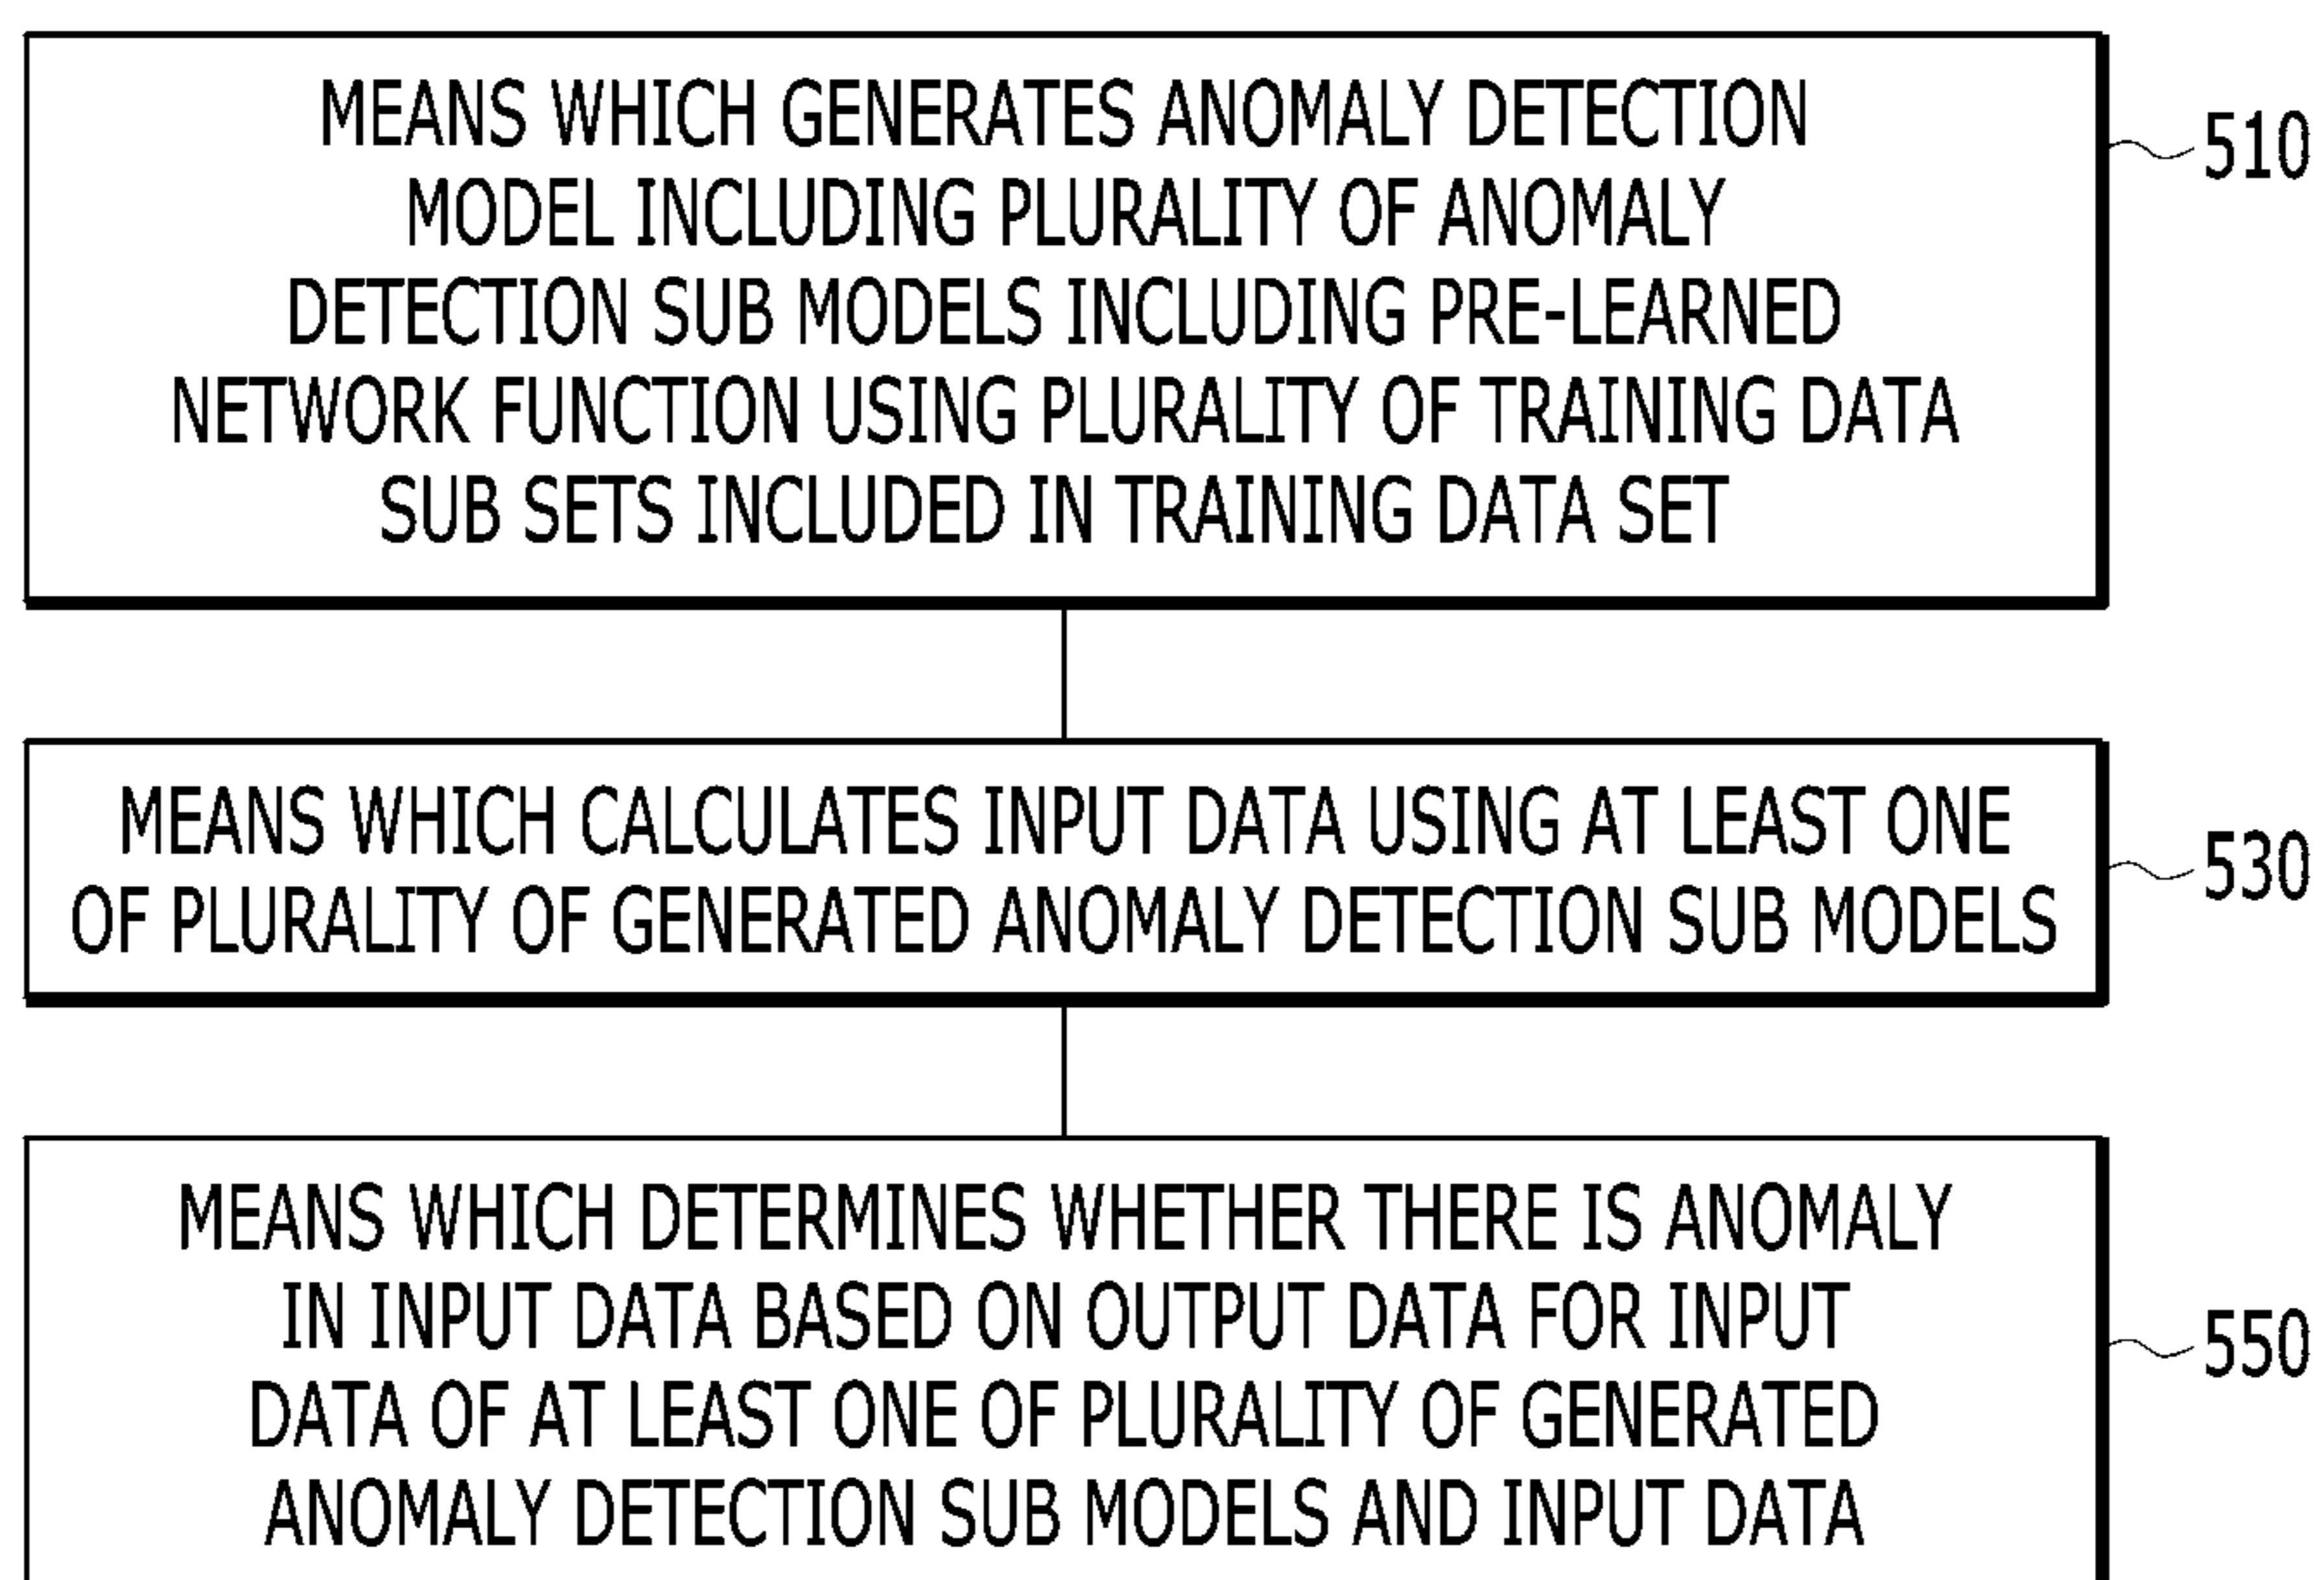 MEANS WHICH GENERATES ANOMALY DETECTION
MODEL INCLUDING PLURALITY OF ANOMALY
DETECTION SUB MODELS INCLUDING PRE-LEARNED
NETWORK FUNCTION USING PLURALITY OF TRAINING DATA
SUB SETS INCLUDED IN TRAINING DATA SET
510
MEANS WHICH CALCULATES INPUT DATA USING AT LEAST ONE
OF PLURALITY OF GENERATED ANOMALY DETECTION SUB MODELS
530
MEANS WHICH DETERMINES WHETHER THERE IS ANOMALY
IN INPUT DATA BASED ON OUTPUT DATA FOR INPUT
DATA OF AT LEAST ONE OF PLURALITY OF GENERATED
ANOMALY DETECTION SUB MODELS AND INPUT DATA
550